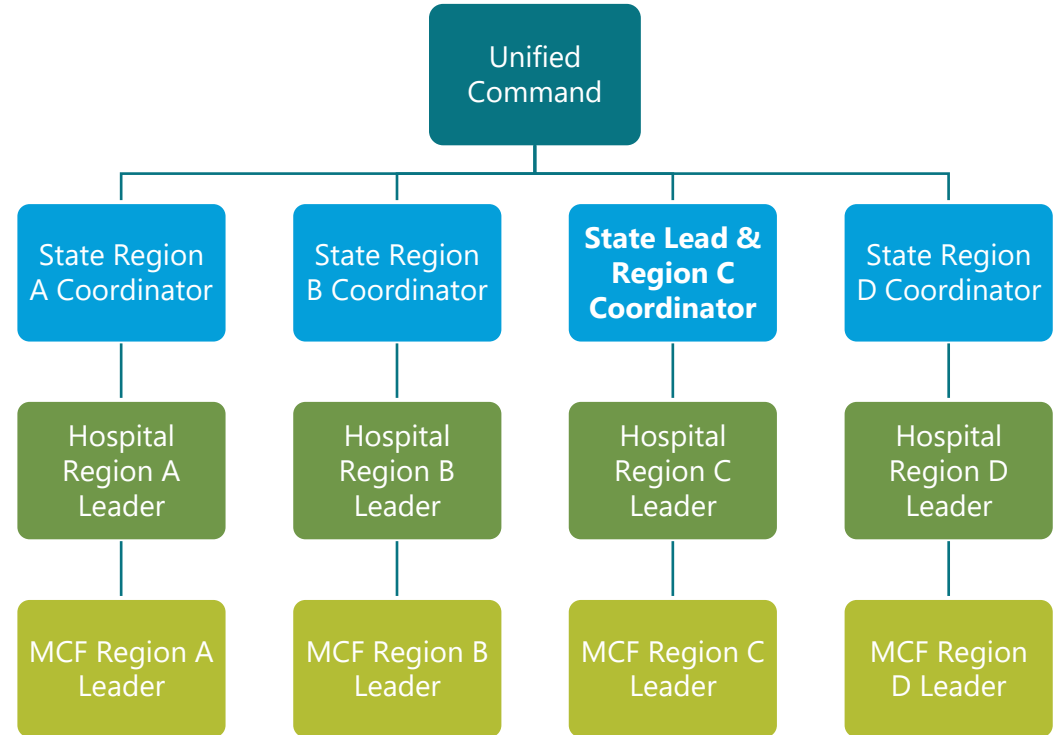 Unified
Command
State Region
A Coordinator
State Region
B Coordinator
State Lead &
Region C
Coordinator
State Region
D Coordinator
Hospital
Region A
Leader
Hospital
Region B
Leader
Hospital
Region C
Leader
Hospital
Region D
Leader
MCF Region A
Leader
MCF Region B
Leader
MCF Region C
Leader
MCF Region
D Leader